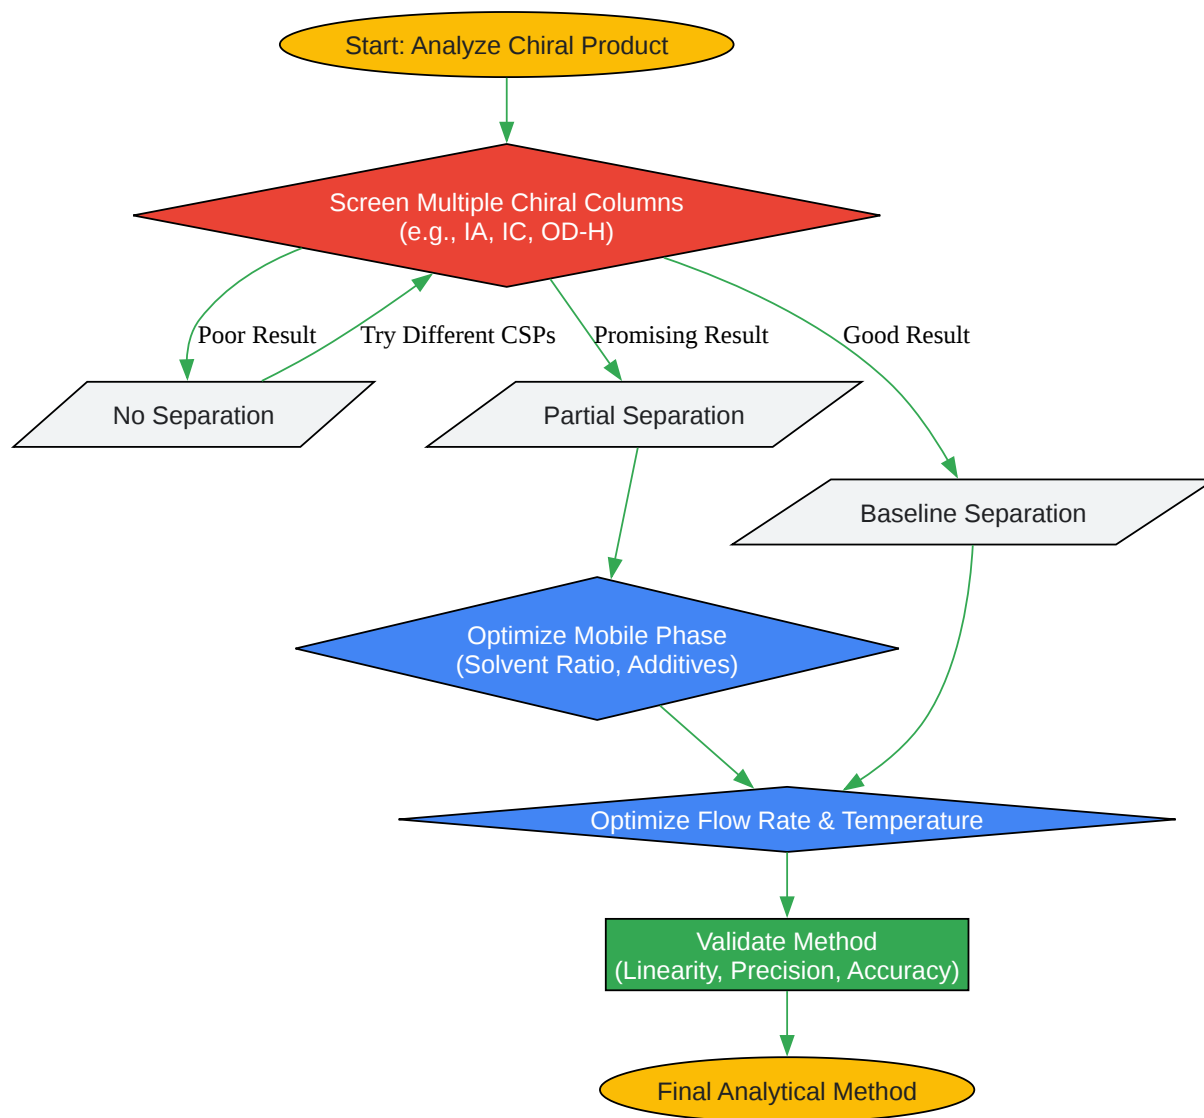 Start: Analyze Chiral Product
Screen Multiple Chiral Columns
(e.g., IA, IC, OD-H)
Poor Result
Try Different CSPs
Promising Result
Good Result
No Separation
Partial Separation
Baseline Separation
Optimize Mobile Phase
(Solvent Ratio, Additives)
Optimize Flow Rate & Temperature
Validate Method
(Linearity, Precision, Accuracy)
Final Analytical Method